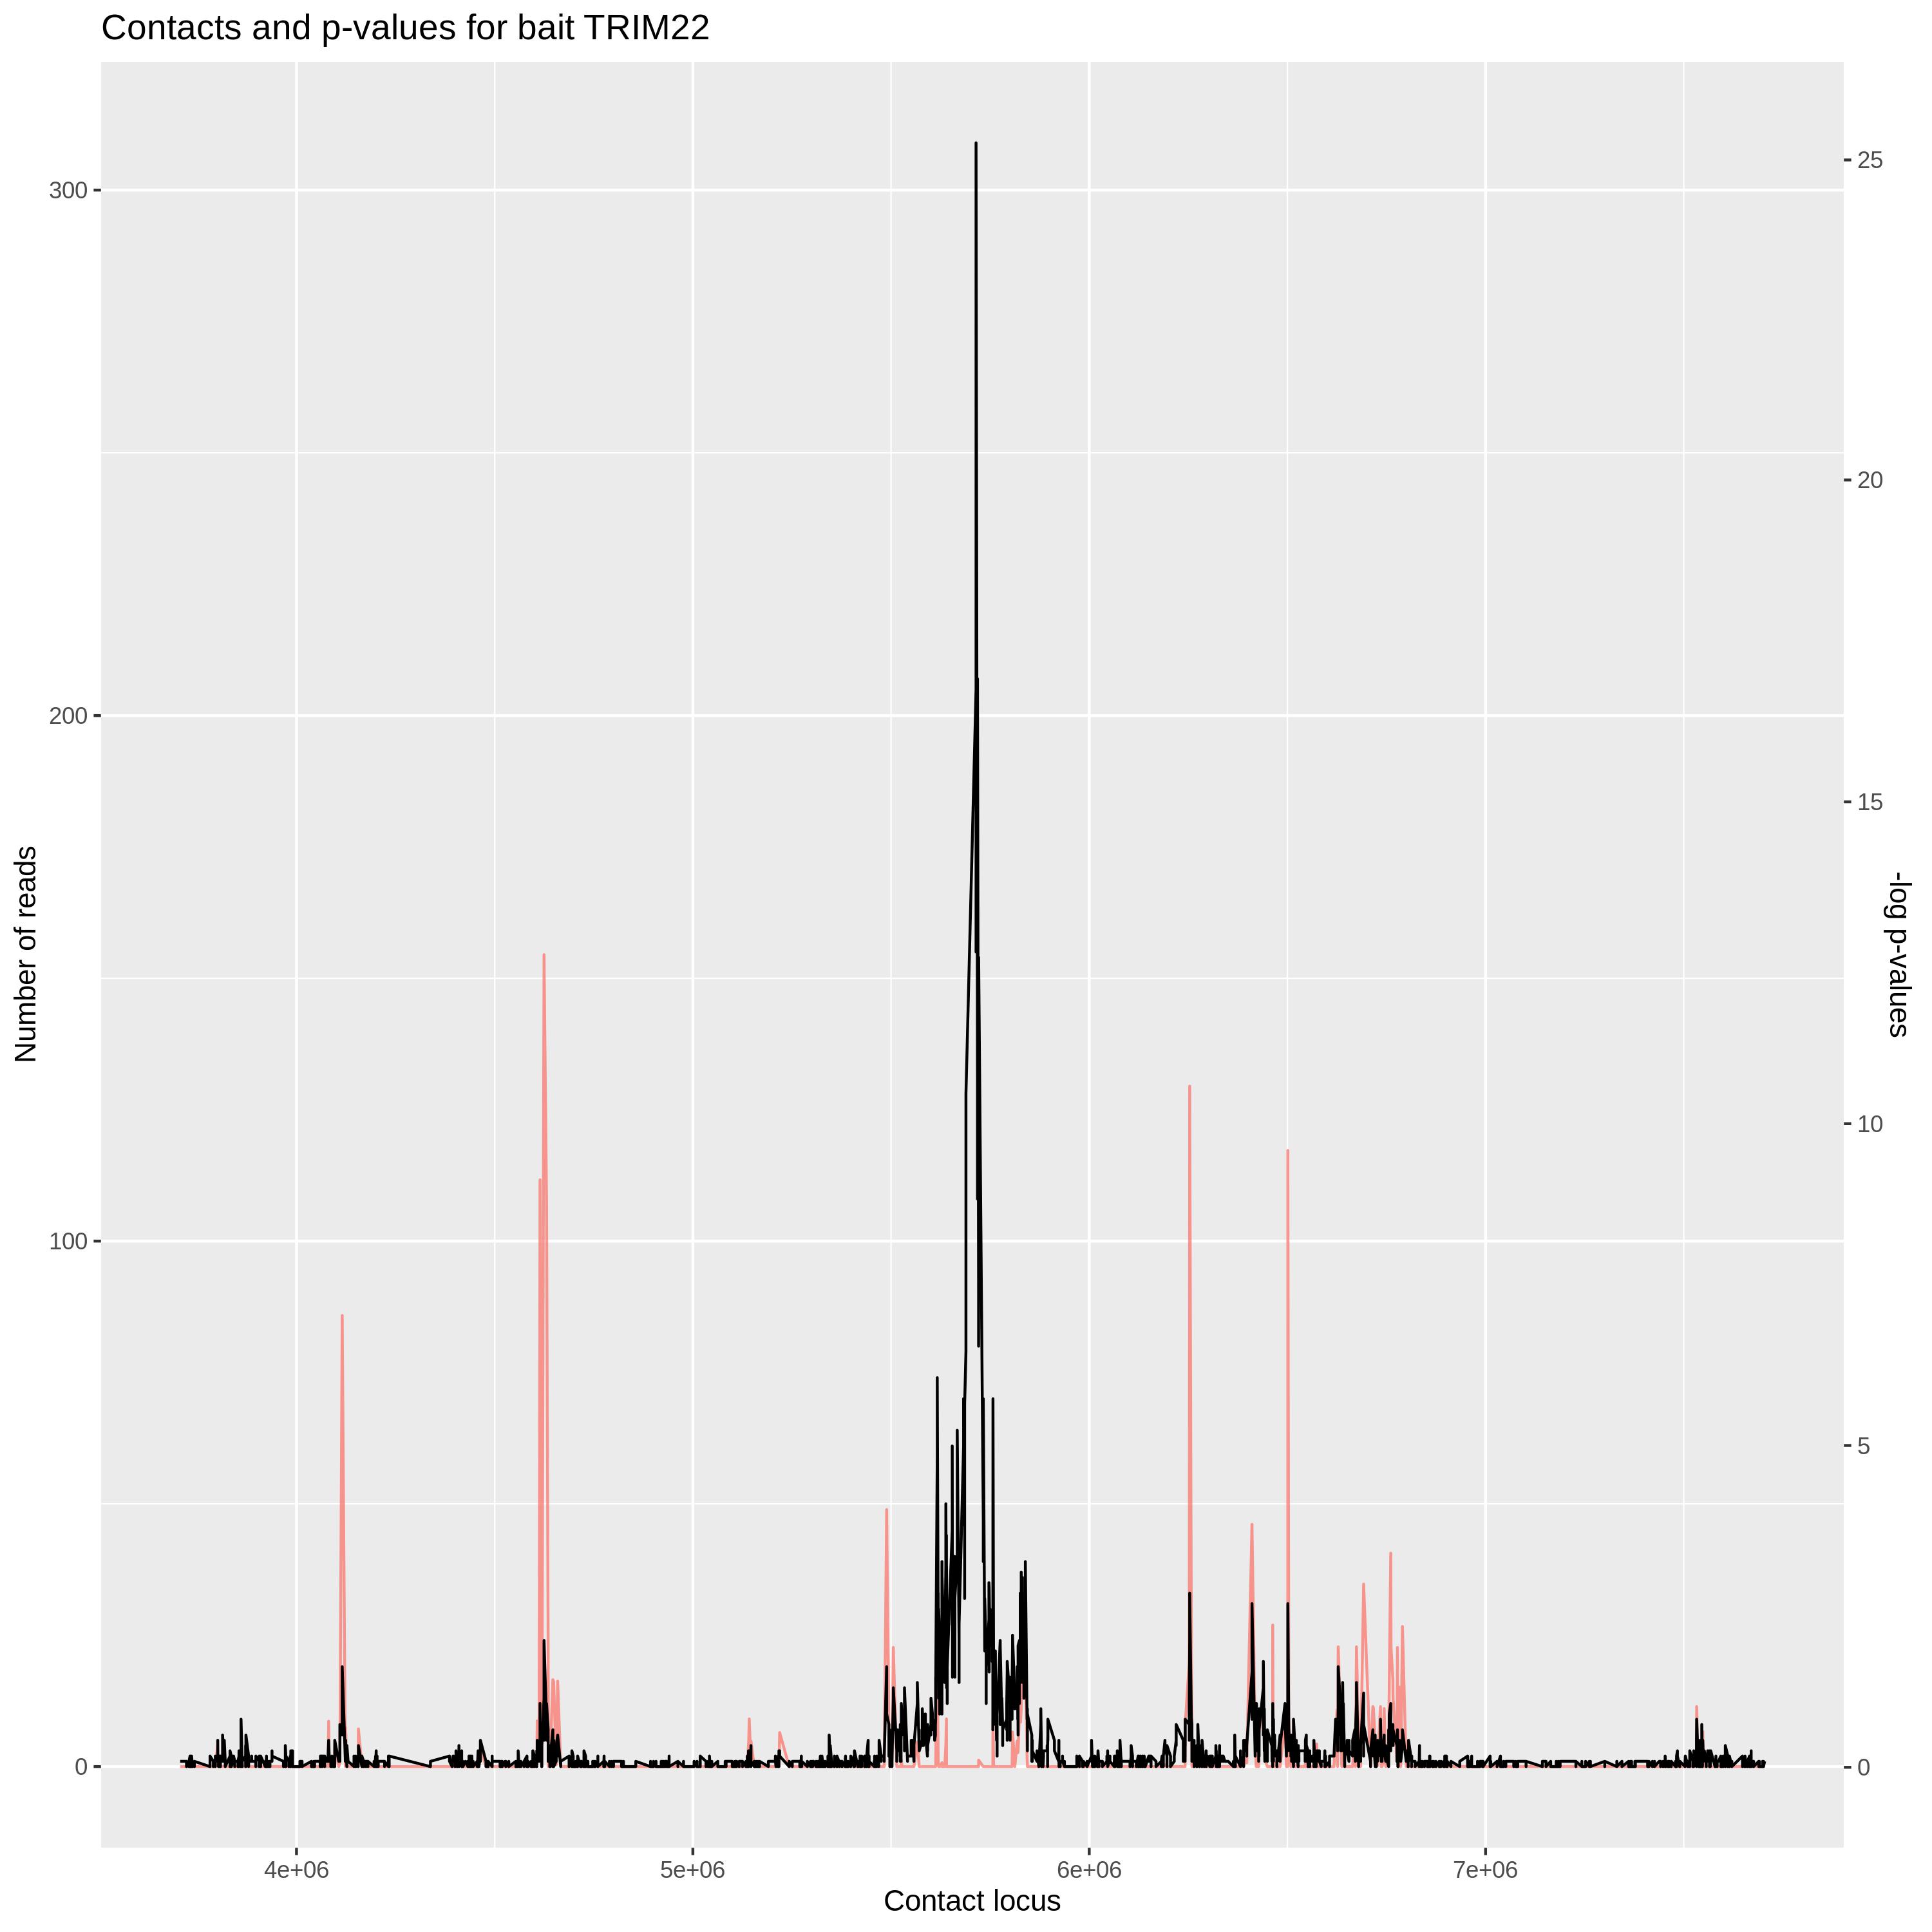 Contacts and p-values for bait TRIM22
300
200
100
0
Number of reads
25
20
15
10
5
0
-log p-values
4e+06
5e+06
6e+06
7e+06
Contact locus